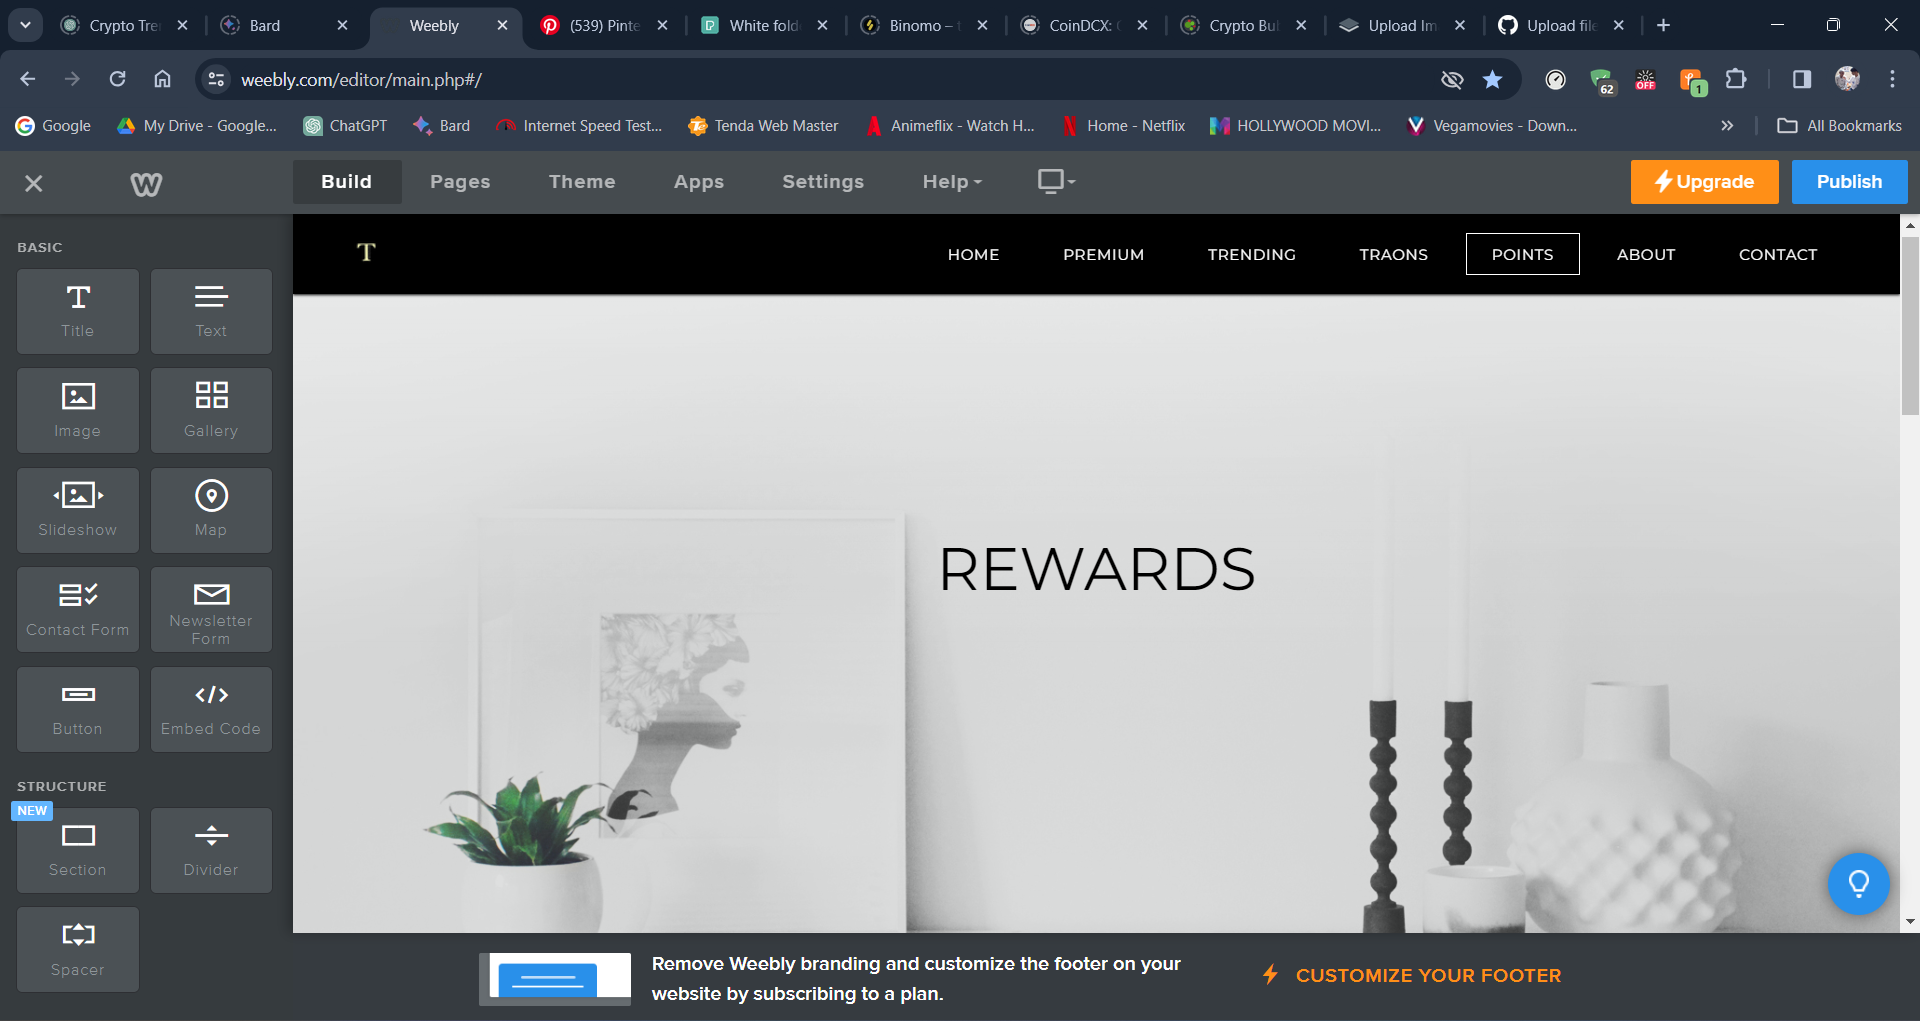 Crypto Tre
Bard
Weebly
(539) Pinte
White fold
Binomo – t
CoinDCX:
Crypto Bul
Upload Im
Upload file
weebly.com/editor/main.php#/
62
OFF
1
Google
My Drive - Google...
ChatGPT
Bard
Internet Speed Test...
Tenda Web Master
Animeflix - Watch H...
Home - Netflix
HOLLYWOOD MOVI...
Vegamovies - Down...
All Bookmarks
Build
Pages
Theme
Apps
Settings
Help
Upgrade
Publish
T
HOME
PREMIUM
TRENDING
TRAONS
POINTS
ABOUT
CONTACT
BASIC
Title
Text
Image
Gallery
Slideshow
Map
Contact Form
Newsletter
Form
Button
Embed Code
STRUCTURE
NEW
Section
Divider
Spacer
REWARDS
Remove Weebly branding and customize the footer on your
website by subscribing to a plan.
CUSTOMIZE YOUR FOOTER